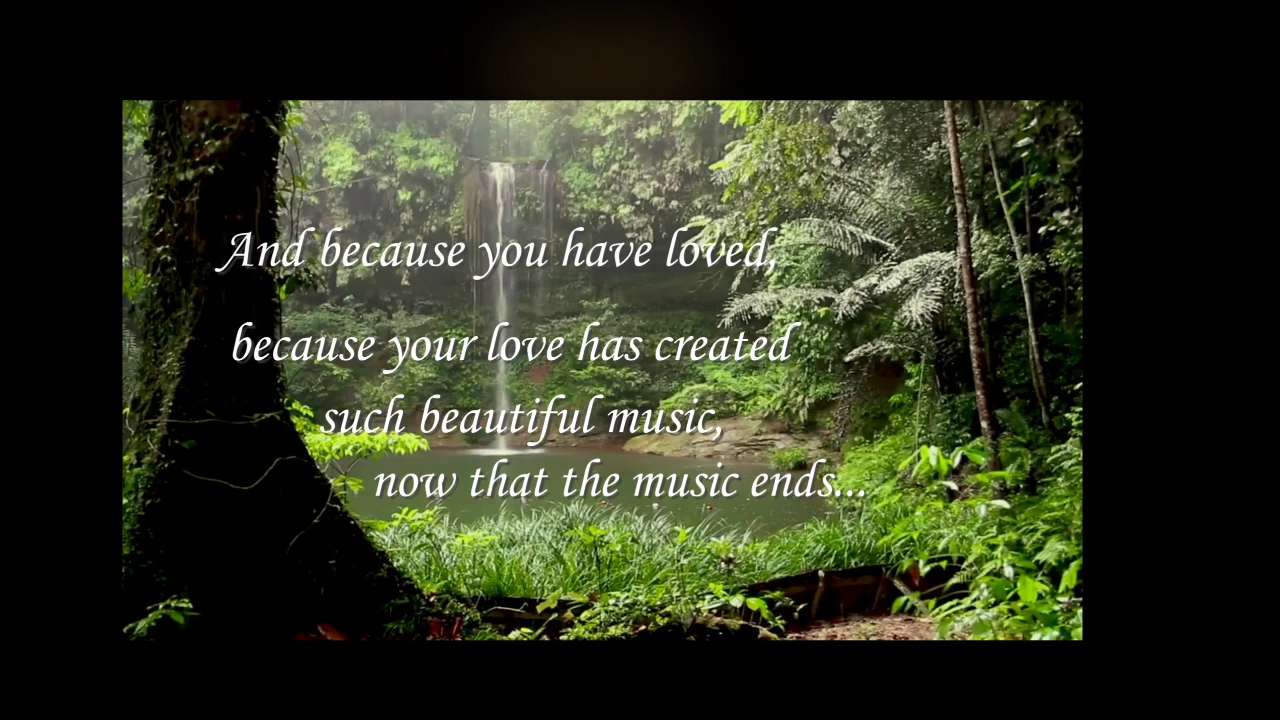 And because you have loved,
because your love has created
such beautiful music,
now that the music ends...